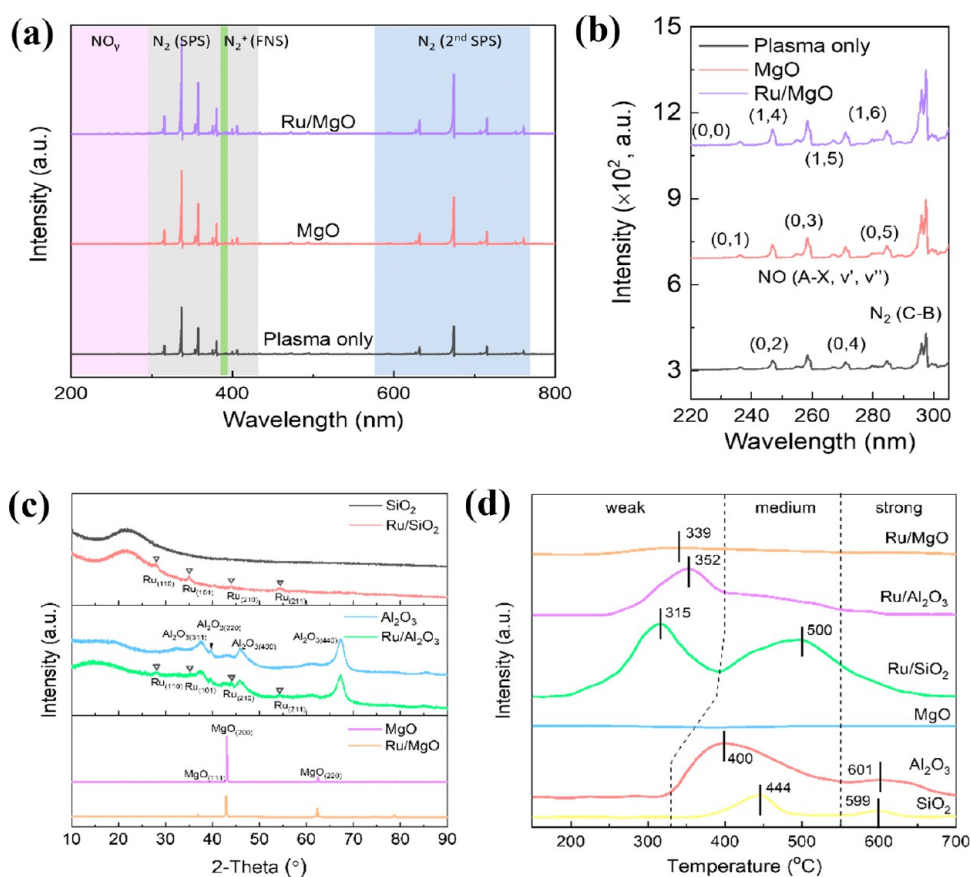 (a)
NOγ
N2 (SPS)
N2+ (FNS)
N2 (2nd SPS)
Ru/MgO
MgO
Plasma only
Intensity (a.u.)
200 300 400 500 600 700 800
Wavelength (nm)
(b)
Plasma only
MgO
Ru/MgO
15
12
9
6
3
(0,0)
(1,4)
(1,6)
(1,5)
(0,1)
(0,3)
(0,5)
NO (A-X, v', v'')
N2 (C-B)
(0,2)
(0,4)
Intensity (×10², a.u.)
220 240 260 280 300
Wavelength (nm)
(c)
SiO2
Ru/SiO2
Ru(110)
Ru(101)
Ru(210)
Ru(211)
Al2O3
Ru/Al2O3
Al2O3(220)
Al2O3(311)
Al2O3(400)
Al2O3(440)
Ru(110)
Ru(101)
Ru(210)
Ru(211)
MgO
Ru/MgO
MgO(200)
MgO(111)
MgO(220)
Intensity (a.u.)
10 20 30 40 50 60 70 80 90
2-Theta (°)
(d)
weak
medium
strong
339
Ru/MgO
352
Ru/Al2O3
315
500
Ru/SiO2
MgO
400
601
Al2O3
444
599
SiO2
Intensity (a.u.)
200 300 400 500 600 700
Temperature (°C)